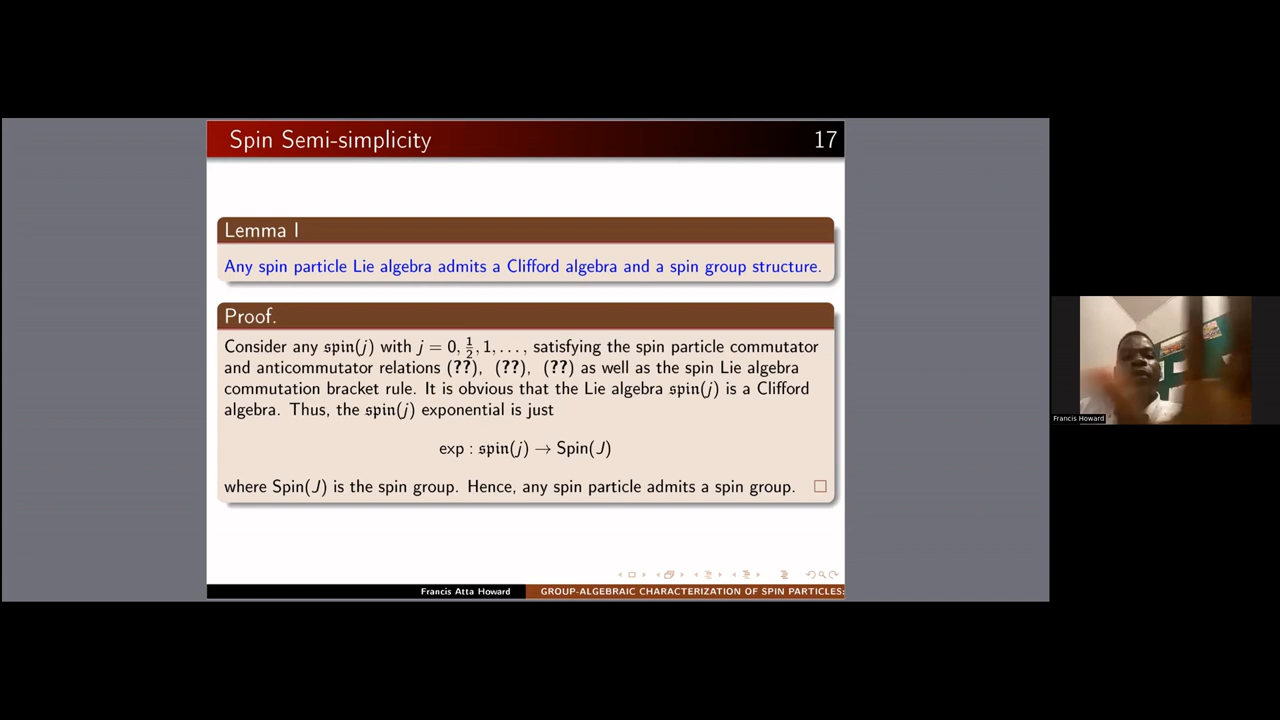 Spin Semi-simplicity 17
Lemma I
Any spin particle Lie algebra admits a Clifford algebra and a spin group structure.
Proof.
Consider any 𝔰𝔭𝔦𝔫(j) with j = 0, 1/2, 1, . . . , satisfying the spin particle commutator
and anticommutator relations (??), (??), (??) as well as the spin Lie algebra
commutation bracket rule. It is obvious that the Lie algebra 𝔰𝔭𝔦𝔫(j) is a Clifford
algebra. Thus, the 𝔰𝔭𝔦𝔫(j) exponential is just
exp : 𝔰𝔭𝔦𝔫(j) → Spin(J)
where Spin(J) is the spin group. Hence, any spin particle admits a spin group. □
Francis Atta Howard GROUP-ALGEBRAIC CHARACTERIZATION OF SPIN PARTICLES:
Francis Howard